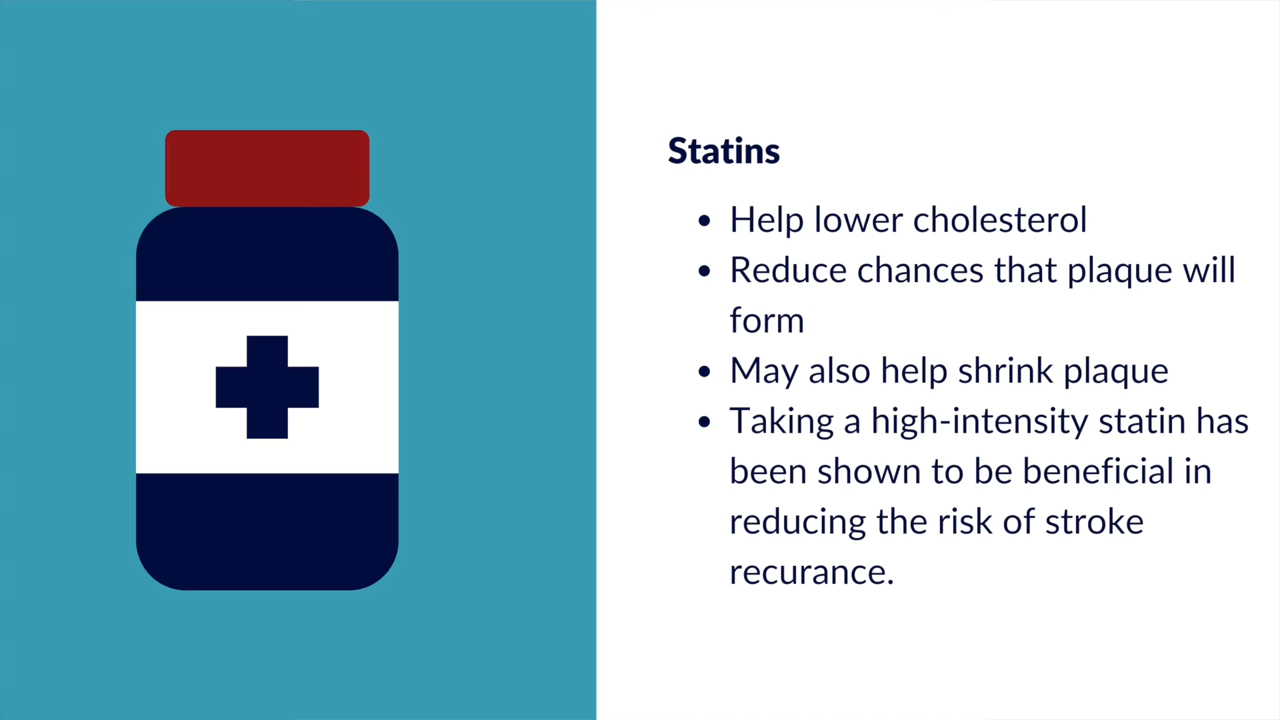 Statins
• Help lower cholesterol
• Reduce chances that plaque will
form
• May also help shrink plaque
• Taking a high-intensity statin has
been shown to be beneficial in
reducing the risk of stroke
recurance.